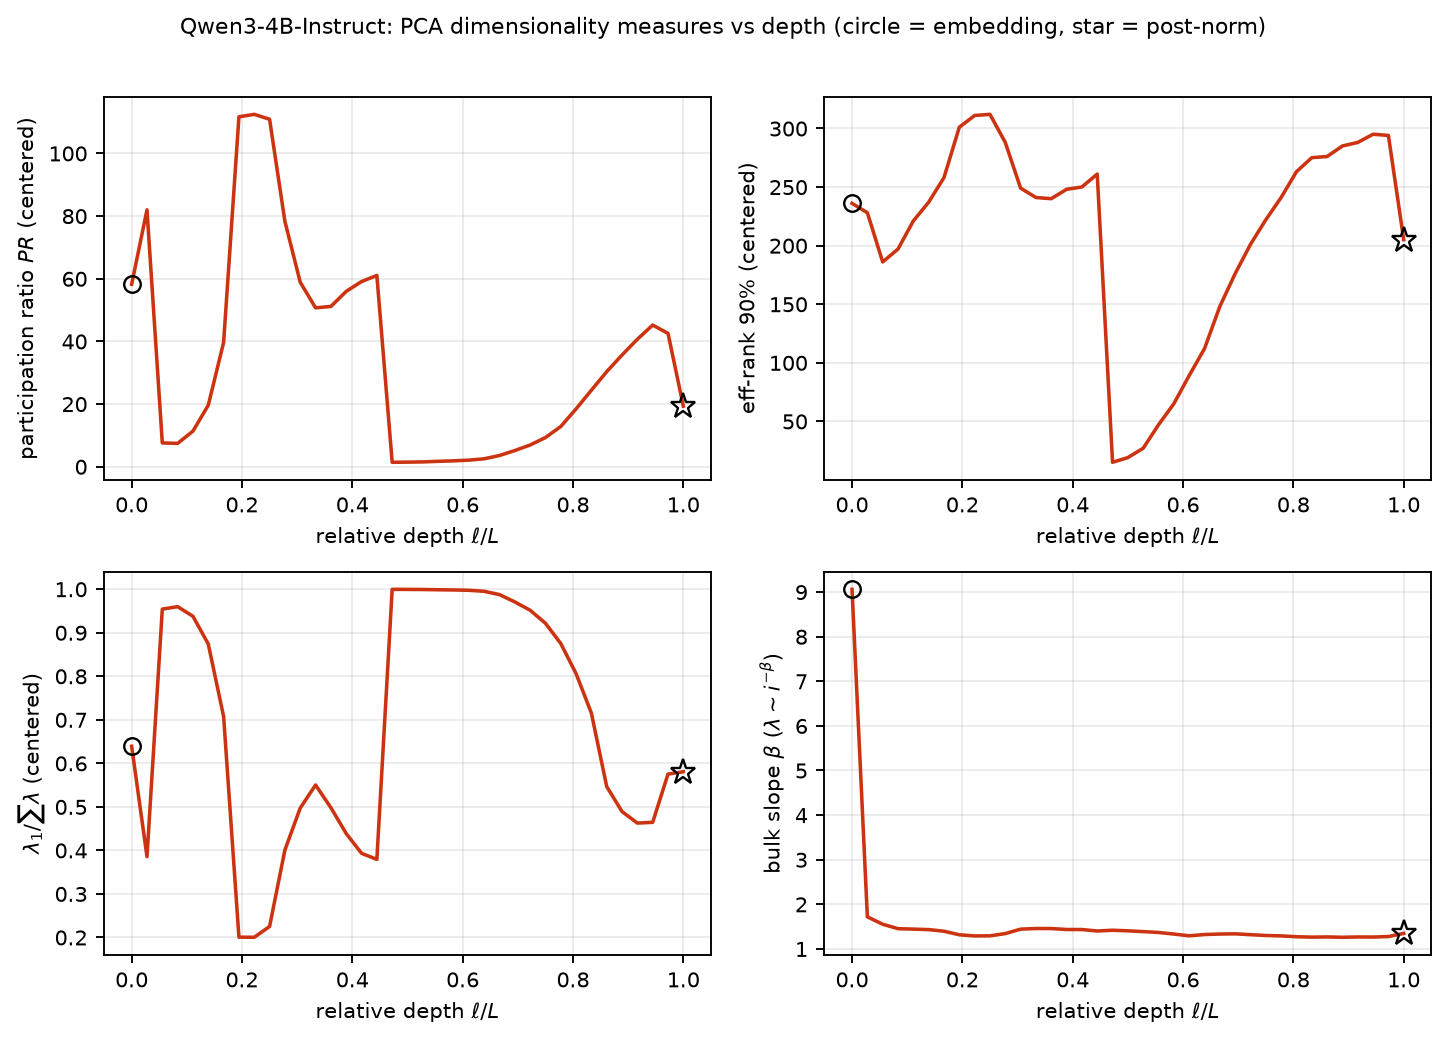 Qwen3-4B-Instruct: PCA dimensionality measures vs depth (circle = embedding, star = post-norm)
participation ratio PR (centered)
100
80
60
40
20
0
0.0 0.2 0.4 0.6 0.8 1.0
relative depth ℓ/L
eff-rank 90% (centered)
300
250
200
150
100
50
0.0 0.2 0.4 0.6 0.8 1.0
relative depth ℓ/L
λ₁/∑λ (centered)
1.0
0.9
0.8
0.7
0.6
0.5
0.4
0.3
0.2
0.0 0.2 0.4 0.6 0.8 1.0
relative depth ℓ/L
bulk slope β (λ ~ i⁻ᵝ)
9
8
7
6
5
4
3
2
1
0.0 0.2 0.4 0.6 0.8 1.0
relative depth ℓ/L